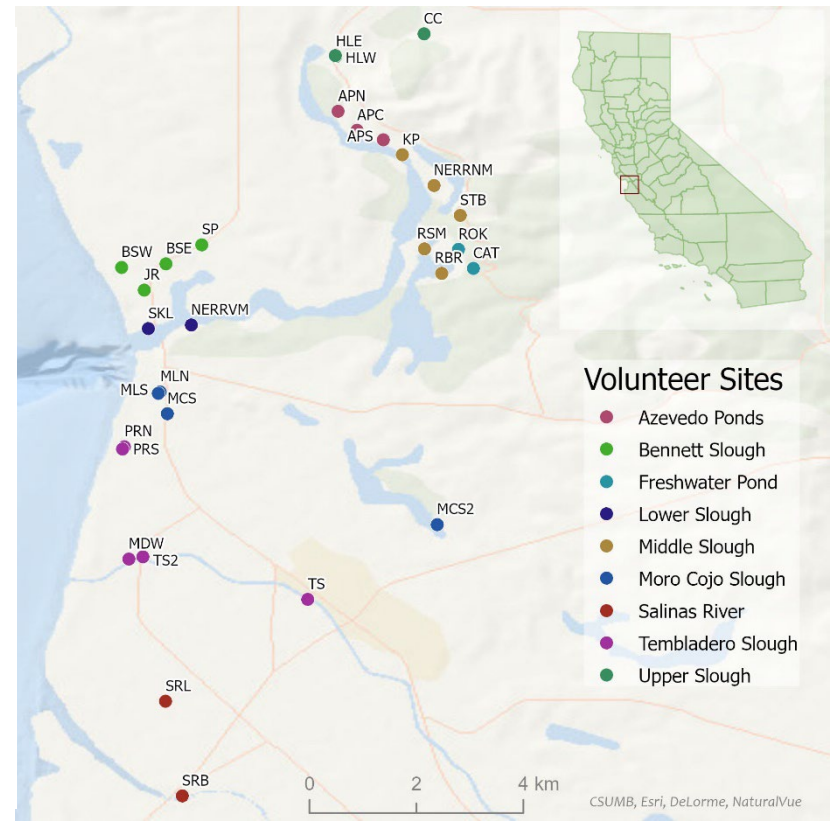 CC
HLE
HLW
APN
APC
APS
KP
NERRNM
STB
SP
BSW
BSE
RSM
ROK
CAT
RBR
JR
SKL
NERRVM
MLN
MLS
MCS
PRN
PRS
MCS2
MDW
TS2
TS
SRL
SRB
Volunteer Sites
Azevedo Ponds
Bennett Slough
Freshwater Pond
Lower Slough
Middle Slough
Moro Cojo Slough
Salinas River
Tembladero Slough
Upper Slough
0 2 4 km
CSUMB, Esri, DeLorme, NaturalVue